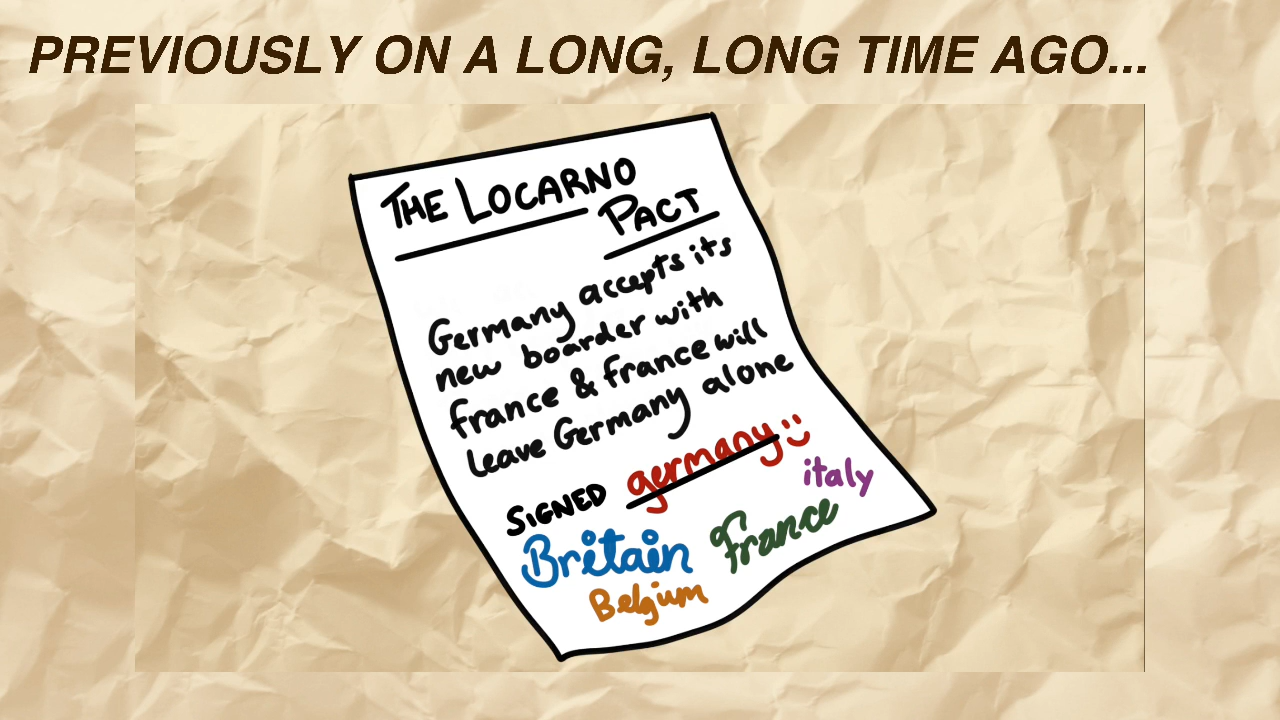 PREVIOUSLY ON A LONG, LONG TIME AGO...
THE LOCARNO
PACT
Germany accepts its
new boarder with
france & france will
leave Germany alone
SIGNED germany :)
italy
Britain France
Belgium